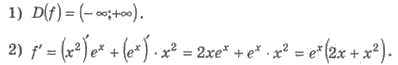 1) D(f) = (− ∞;+∞).
2) f′ = (x²)′eˣ + (eˣ)′ · x² = 2xeˣ + eˣ · x² = eˣ(2x + x²).